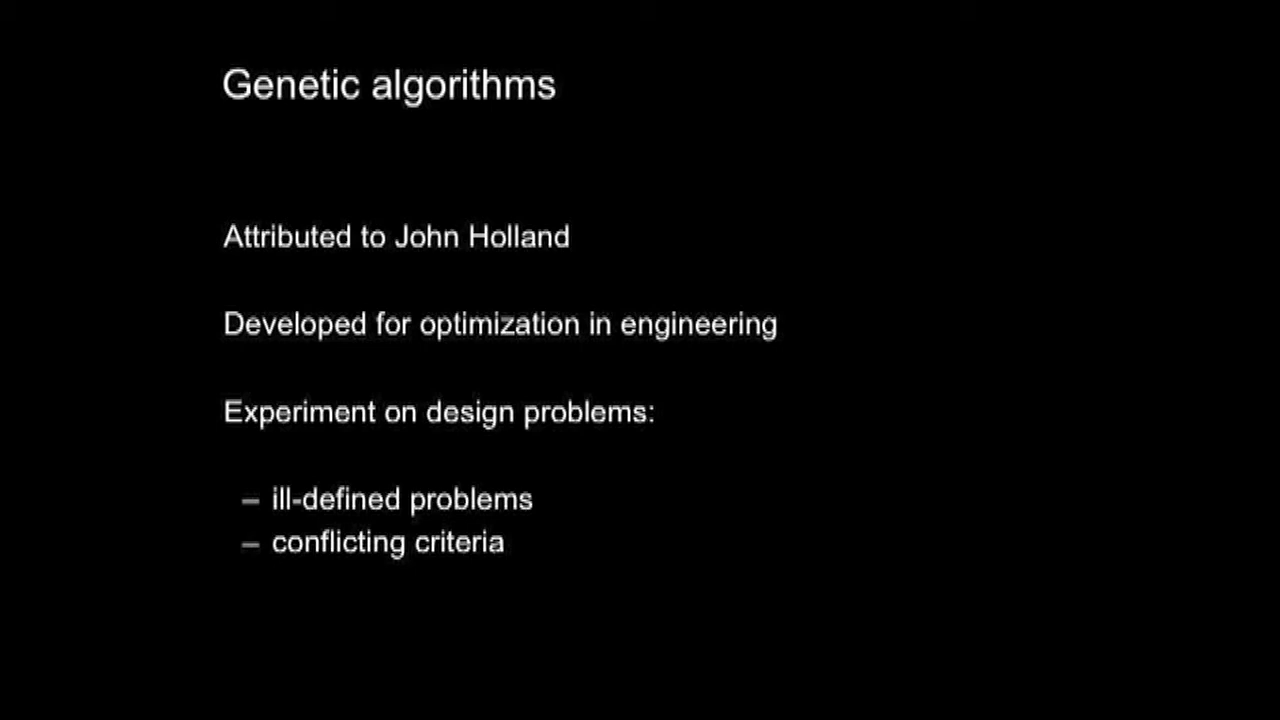 Genetic algorithms
Attributed to John Holland
Developed for optimization in engineering
Experiment on design problems:
– ill-defined problems
– conflicting criteria